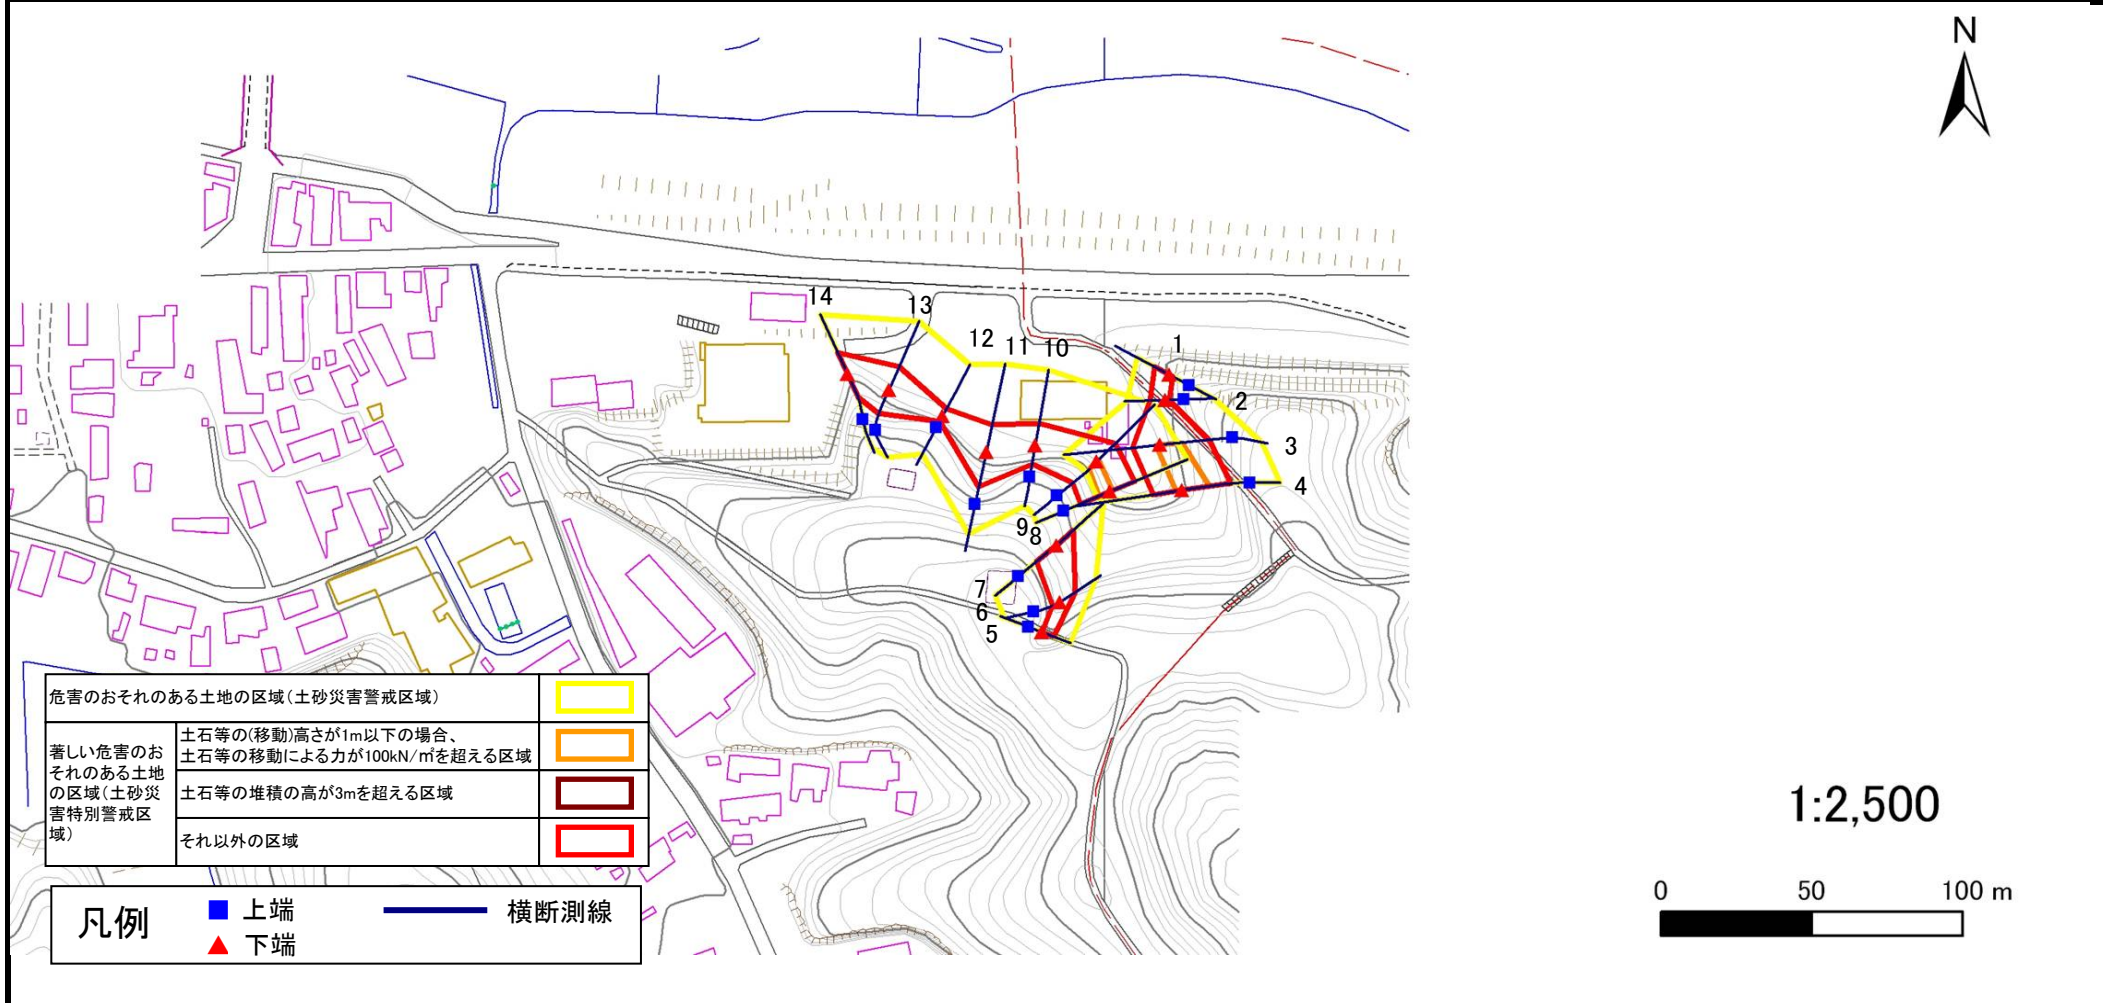 N
14
13
12
11
10
1
2
3
4
9
8
7
6
5
危害のおそれのある土地の区域(土砂災害警戒区域)
著しい危害のお
それのある土地
の区域(土砂災
害特別警戒区
域)
土石等の(移動)高さが1m以下の場合、
土石等の移動による力が100kN/㎡を超える区域
土石等の堆積の高が3mを超える区域
それ以外の区域
凡例
上端
下端
横断測線
1:2,500
0 50 100 m